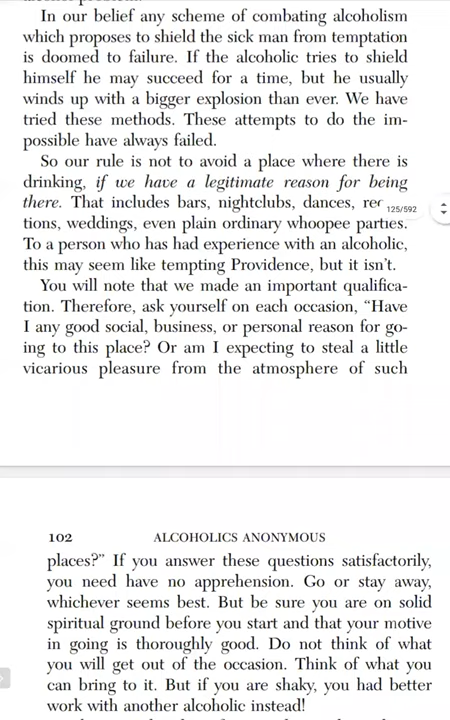 In our belief any scheme of combating alcoholism
which proposes to shield the sick man from temptation
is doomed to failure. If the alcoholic tries to shield
himself he may succeed for a time, but he usually
winds up with a bigger explosion than ever. We have
tried these methods. These attempts to do the im-
possible have always failed.
So our rule is not to avoid a place where there is
drinking, if we have a legitimate reason for being
there. That includes bars, nightclubs, dances, rec
125/592
tions, weddings, even plain ordinary whoopee parties.
To a person who has had experience with an alcoholic,
this may seem like tempting Providence, but it isn't.
You will note that we made an important qualifica-
tion. Therefore, ask yourself on each occasion, “Have
I any good social, business, or personal reason for go-
ing to this place? Or am I expecting to steal a little
vicarious pleasure from the atmosphere of such
102 ALCOHOLICS ANONYMOUS
places?” If you answer these questions satisfactorily,
you need have no apprehension. Go or stay away,
whichever seems best. But be sure you are on solid
spiritual ground before you start and that your motive
in going is thoroughly good. Do not think of what
you will get out of the occasion. Think of what you
can bring to it. But if you are shaky, you had better
work with another alcoholic instead!